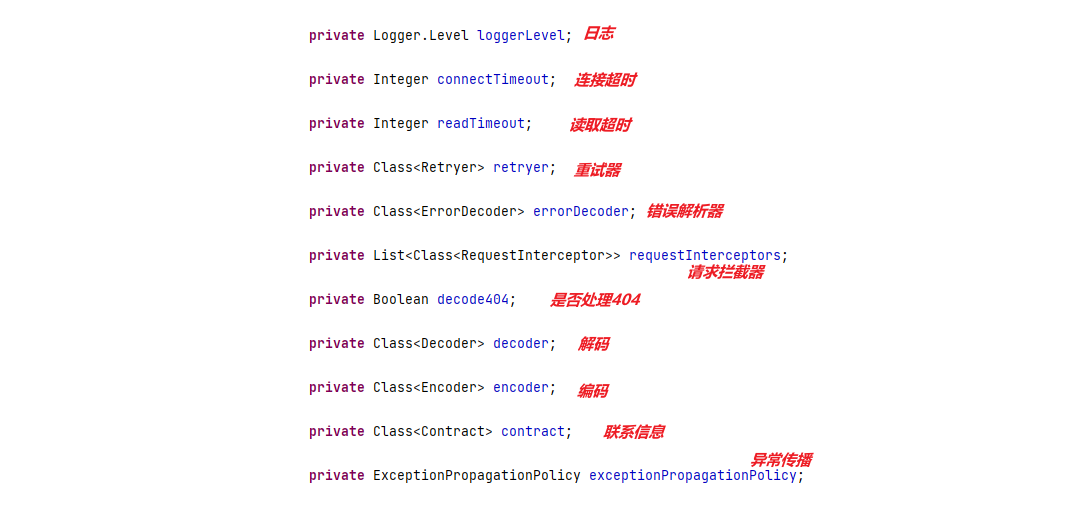 private Logger.Level loggerLevel; 日志
private Integer connectTimeout; 连接超时
private Integer readTimeout; 读取超时
private Class<Retryer> retryer; 重试器
private Class<ErrorDecoder> errorDecoder; 错误解析器
private List<Class<RequestInterceptor>> requestInterceptors;
请求拦截器
private Boolean decode404; 是否处理404
private Class<Decoder> decoder; 解码
private Class<Encoder> encoder; 编码
private Class<Contract> contract; 联系信息
异常传播
private ExceptionPropagationPolicy exceptionPropagationPolicy;